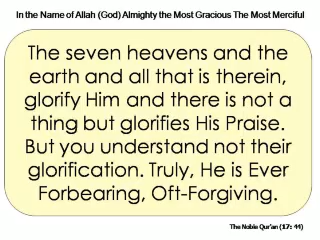 In the Name of Allah (God) Almighty the Most Gracious The Most Merciful
The seven heavens and the
earth and all that is therein,
glorify Him and there is not a
thing but glorifies His Praise.
But you understand not their
glorification. Truly, He is Ever
Forbearing, Oft-Forgiving.
The Noble Qur'an (17: 44)